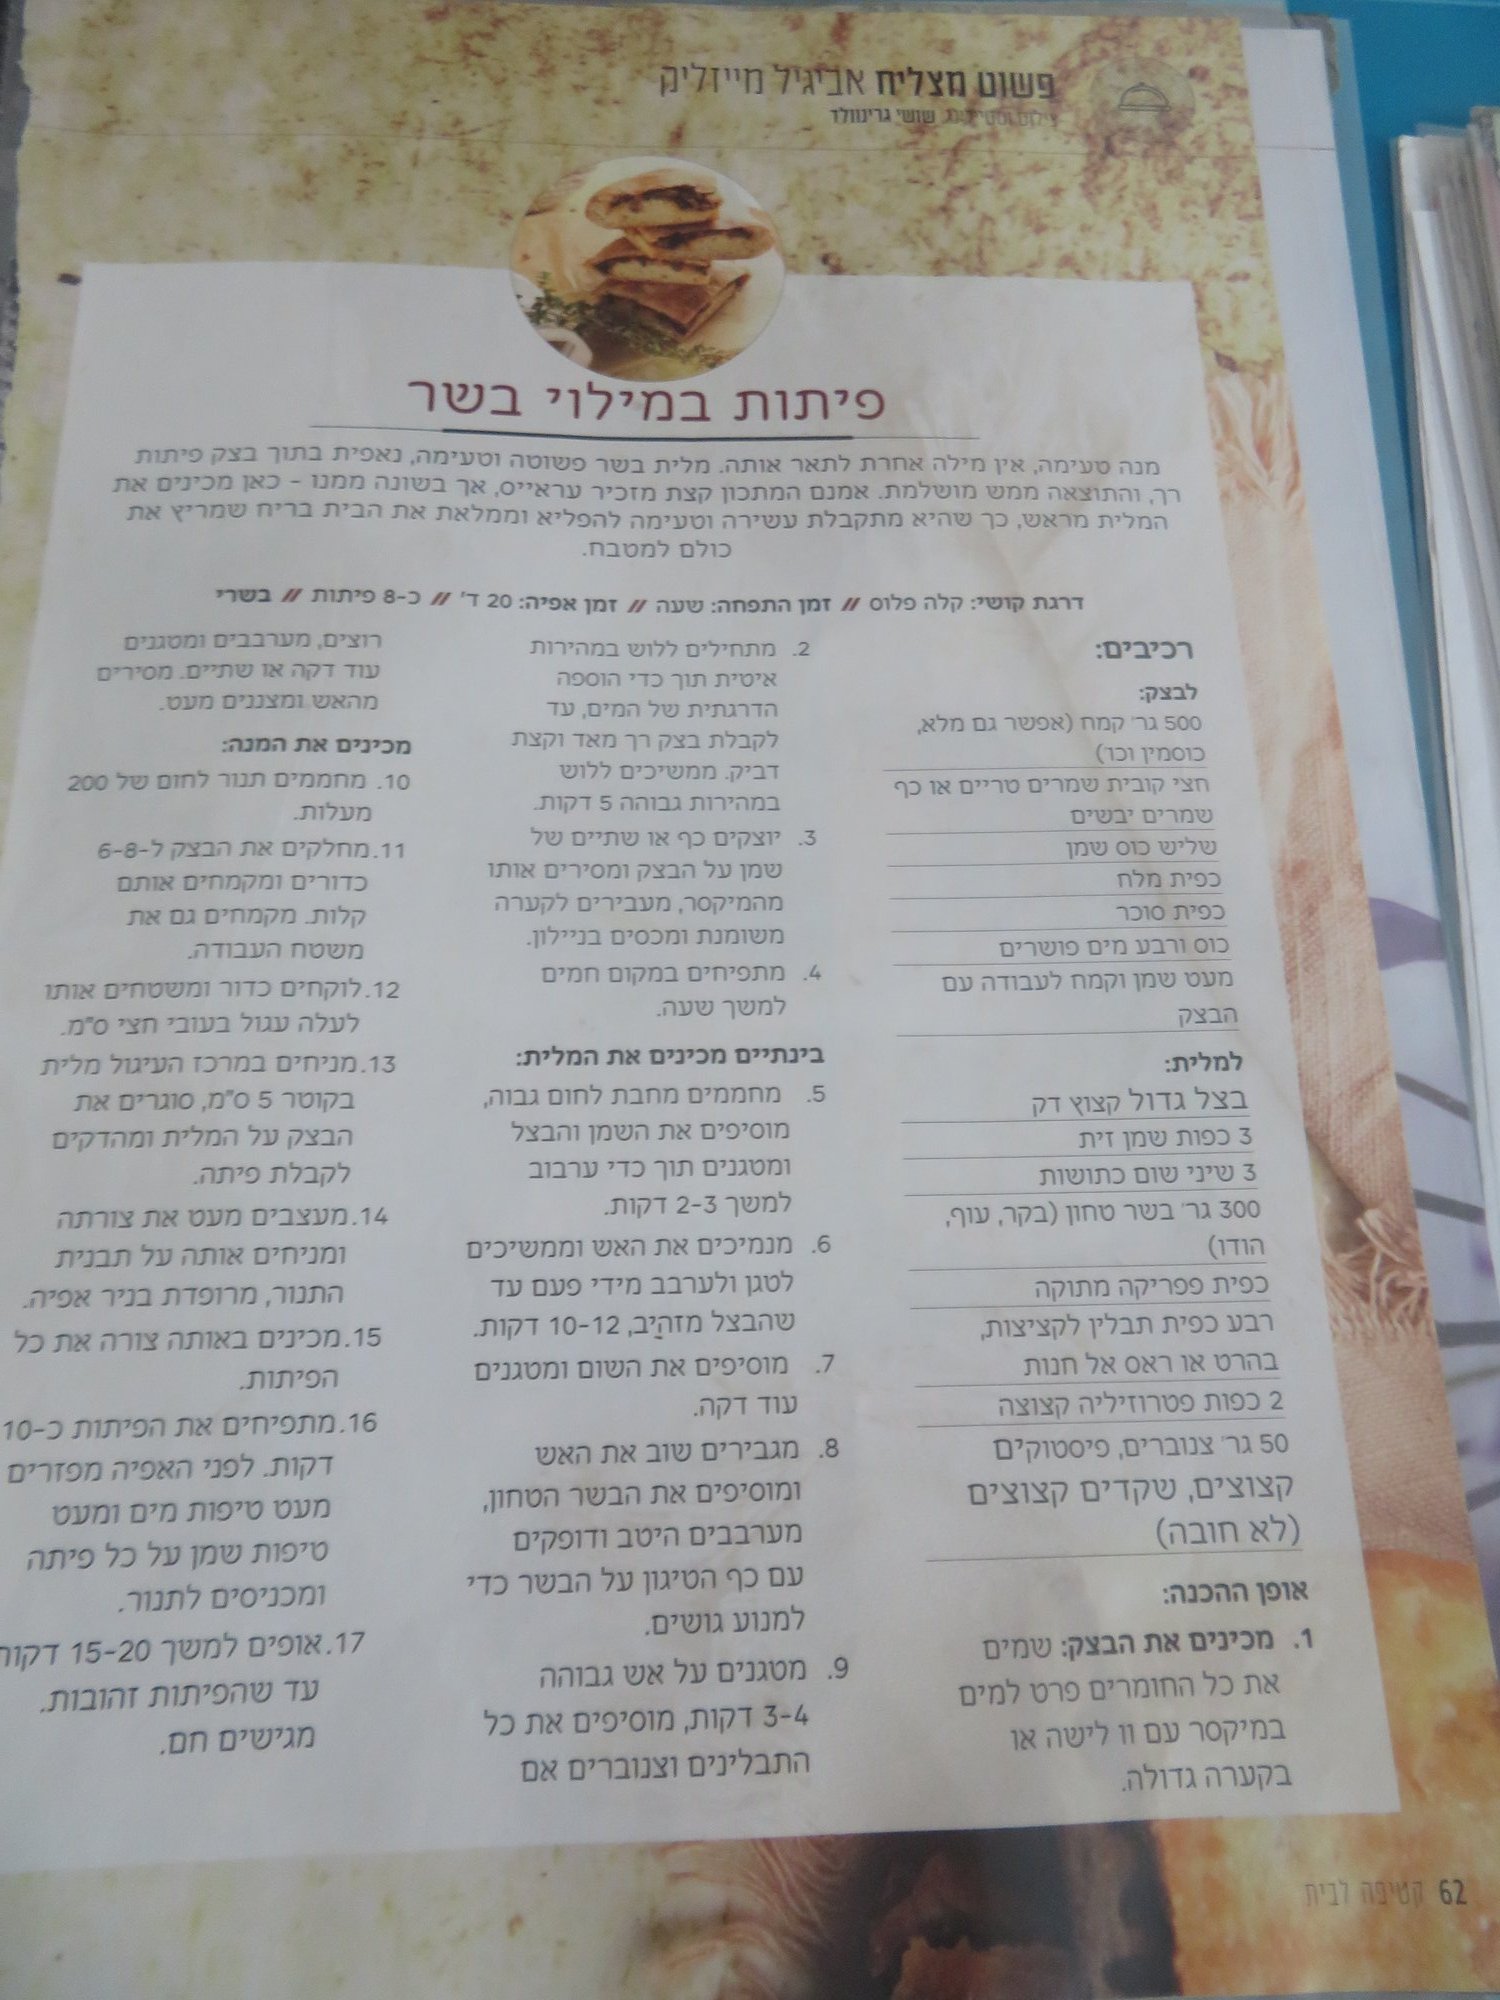 פשוט מצליח אביגיל מייזליק
צילום וסטיילינג: שושי גרינוולד
פיתות במילוי בשר
מנה טעימה, אין מילה אחרת לתאר אותה. מלית בשר פשוטה וטעימה, נאפית בתוך בצק פיתות
רך, והתוצאה ממש מושלמת. אמנם המתכון קצת מזכיר עראייס, אך בשונה ממנו - כאן מכינים את
המלית מראש, כך שהיא מתקבלת עשירה וטעימה להפליא וממלאת את הבית בריח שמריץ את
כולם למטבח.
דרגת קושי: קלה פלוס // זמן התפחה: שעה // זמן אפיה: 20 ד' // כ-8 פיתות // בשרי
רכיבים:
לבצק:
500 גר' קמח (אפשר גם מלא,
כוסמין וכו')
חצי קובית שמרים טריים או כף
שמרים יבשים
שליש כוס שמן
כפית מלח
כפית סוכר
כוס ורבע מים פושרים
מעט שמן וקמח לעבודה עם
הבצק
למלית:
בצל גדול קצוץ דק
3 כפות שמן זית
3 שיני שום כתושות
300 גר' בשר טחון (בקר, עוף,
הודו)
כפית פפריקה מתוקה
רבע כפית תבלין לקציצות,
בהרט או ראס אל חנות
2 כפות פטרוזיליה קצוצה
50 גר' צנוברים, פיסטוקים
קצוצים, שקדים קצוצים
(לא חובה)
אופן ההכנה:
1. מכינים את הבצק: שמים
את כל החומרים פרט למים
במיקסר עם וו לישה או
בקערה גדולה.
2. מתחילים ללוש במהירות
איטית תוך כדי הוספה
הדרגתית של המים, עד
לקבלת בצק רך מאד וקצת
דביק. ממשיכים ללוש
במהירות גבוהה 5 דקות.
3. יוצקים כף או שתיים של
שמן על הבצק ומסירים אותו
מהמיקסר, מעבירים לקערה
משומנת ומכסים בניילון.
4. מתפיחים במקום חמים
למשך שעה.
בינתיים מכינים את המלית:
5. מחממים מחבת לחום גבוה,
מוסיפים את השמן והבצל
ומטגנים תוך כדי ערבוב
למשך 2-3 דקות.
6. מנמיכים את האש וממשיכים
לטגן ולערבב מידי פעם עד
שהבצל מזהיב, 10-12 דקות.
7. מוסיפים את השום ומטגנים
עוד דקה.
8. מגבירים שוב את האש
ומוסיפים את הבשר הטחון,
מערבבים היטב ודופקים
עם כף הטיגון על הבשר כדי
למנוע גושים.
9. מטגנים על אש גבוהה
3-4 דקות, מוסיפים את כל
התבלינים וצנוברים אם
רוצים, מערבבים ומטגנים
עוד דקה או שתיים. מסירים
מהאש ומצננים מעט.
מכינים את המנה:
10. מחממים תנור לחום של 200
מעלות.
11. מחלקים את הבצק ל-6-8
כדורים ומקמחים אותם
קלות. מקמחים גם את
משטח העבודה.
12. לוקחים כדור ומשטחים אותו
לעלה עגול בעובי חצי ס"מ.
13. מניחים במרכז העיגול מלית
בקוטר 5 ס"מ, סוגרים את
הבצק על המלית ומהדקים
לקבלת פיתה.
14. מעצבים מעט את צורתה
ומניחים אותה על תבנית
התנור, מרופדת בניר אפיה.
15. מכינים באותה צורה את כל
הפיתות.
16. מתפיחים את הפיתות כ-10
דקות. לפני האפיה מפזרים
מעט טיפות מים ומעט
טיפות שמן על כל פיתה
ומכניסים לתנור.
17. אופים למשך 15-20 דקות
עד שהפיתות זהובות.
מגישים חם.
62 קטיפה לבית